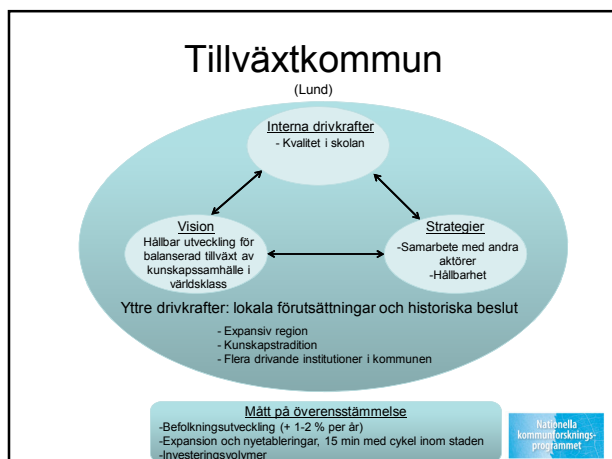 Tillväxtkommun
(Lund)
Interna drivkrafter
- Kvalitet i skolan
Vision
Hållbar utveckling för
balanserad tillväxt av
kunskapssamhälle i
världsklass
Strategier
-Samarbete med andra
aktörer
-Hållbarhet
Yttre drivkrafter: lokala förutsättningar och historiska beslut
- Expansiv region
- Kunskapstradition
- Flera drivande institutioner i kommunen
Mått på överensstämmelse
-Befolkningsutveckling (+ 1-2 % per år)
-Expansion och nyetableringar, 15 min med cykel inom staden
-Investeringsvolymer
Nationella
kommunforsknings-
programmet